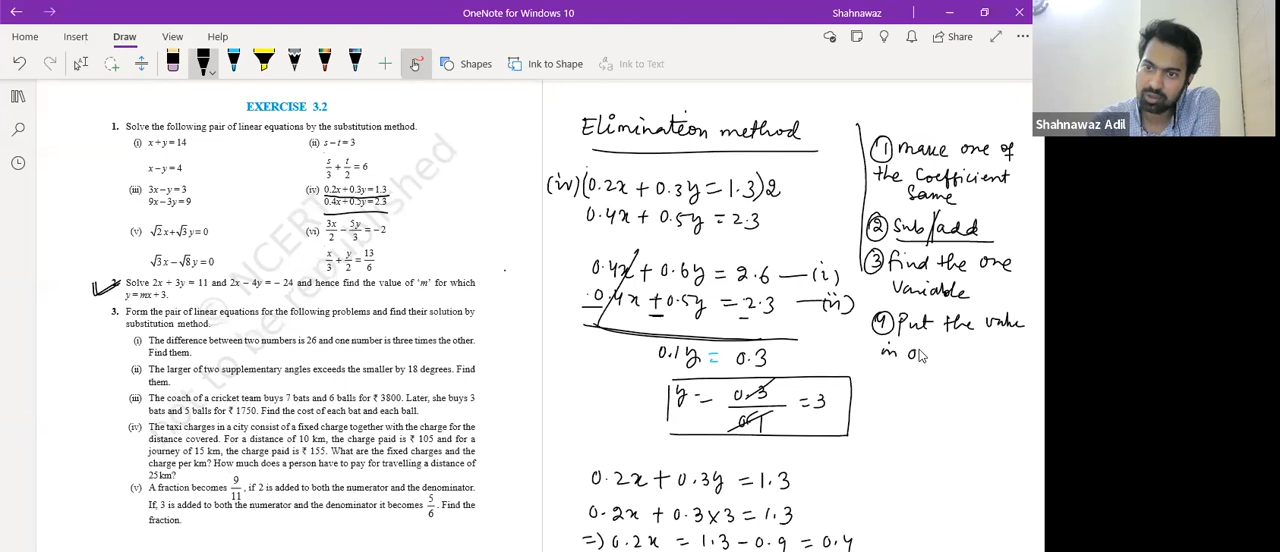 OneNote for Windows 10
Shahnawaz
Home Insert Draw View Help
Share
Shapes Ink to Shape Ink to Text
EXERCISE 3.2
1. Solve the following pair of linear equations by the substitution method.
(i) x + y = 14 (ii) s – t = 3
x – y = 4 s/3 + t/2 = 6
(iii) 3x – y = 3 (iv) 0.2x + 0.3y = 1.3
9x – 3y = 9 0.4x + 0.5y = 2.3
(v) √2x + √3y = 0 (vi) 3x/2 – 5y/3 = –2
√3x – √8y = 0 x/3 + y/2 = 13/6
Solve 2x + 3y = 11 and 2x – 4y = – 24 and hence find the value of ‘m’ for which
y = mx + 3.
3. Form the pair of linear equations for the following problems and find their solution by
substitution method.
(i) The difference between two numbers is 26 and one number is three times the other.
Find them.
(ii) The larger of two supplementary angles exceeds the smaller by 18 degrees. Find
them.
(iii) The coach of a cricket team buys 7 bats and 6 balls for ₹ 3800. Later, she buys 3
bats and 5 balls for ₹ 1750. Find the cost of each bat and each ball.
(iv) The taxi charges in a city consist of a fixed charge together with the charge for the
distance covered. For a distance of 10 km, the charge paid is ₹ 105 and for a
journey of 15 km, the charge paid is ₹ 155. What are the fixed charges and the
charge per km? How much does a person have to pay for travelling a distance of
25 km?
(v) A fraction becomes 9/11, if 2 is added to both the numerator and the denominator.
If, 3 is added to both the numerator and the denominator it becomes 5/6. Find the
fraction.
© NCERT
not to be republished
Elimination method
(iv) (0.2x + 0.3y = 1.3)2
0.4x + 0.5y = 2.3
0.4x + 0.6y = 2.6 — (i)
0.4x + 0.5y = 2.3 — (ii)
0.1y = 0.3
y = 0.3/0.1 = 3
0.2x + 0.3y = 1.3
0.2x + 0.3×3 = 1.3
=) 0.2x = 1.3 - 0.9 = 0.4
① make one of
the Coefficient
Same
② Sub/add
③ find the one
Variable
④ Put the value
in o
Shahnawaz Adil